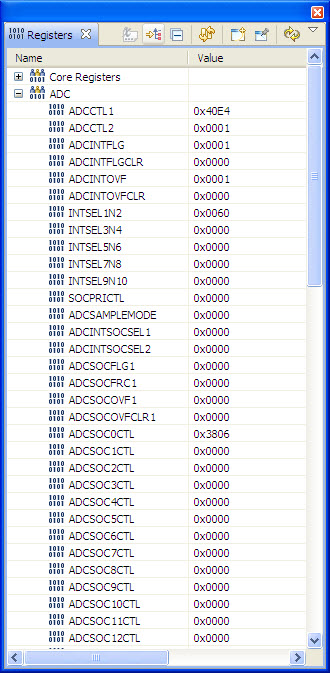 Registers
Name Value
Core Registers
ADC
ADCCTL1 0x40E4
ADCCTL2 0x0001
ADCINTFLG 0x0001
ADCINTFLGCLR 0x0000
ADCINTOVF 0x0001
ADCINTOVFCLR 0x0000
INTSEL1N2 0x0060
INTSEL3N4 0x0000
INTSEL5N6 0x0000
INTSEL7N8 0x0000
INTSEL9N10 0x0000
SOCPRICTL 0x0000
ADCSAMPLEMODE 0x0000
ADCINTSOCSEL1 0x0000
ADCINTSOCSEL2 0x0000
ADCSOCFLG1 0x0000
ADCSOCFRC1 0x0000
ADCSOCOVF1 0x0000
ADCSOCOVFCLR1 0x0000
ADCSOC0CTL 0x3806
ADCSOC1CTL 0x0000
ADCSOC2CTL 0x0000
ADCSOC3CTL 0x0000
ADCSOC4CTL 0x0000
ADCSOC5CTL 0x0000
ADCSOC6CTL 0x0000
ADCSOC7CTL 0x0000
ADCSOC8CTL 0x0000
ADCSOC9CTL 0x0000
ADCSOC10CTL 0x0000
ADCSOC11CTL 0x0000
ADCSOC12CTL 0x0000